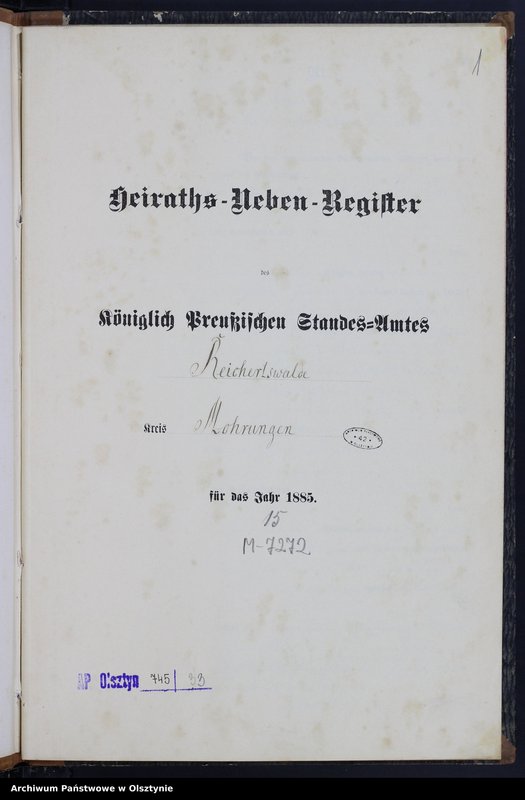 1
Heiraths-Neben-Register
des
Königlich Preußischen Standes-Amtes
Reichertswalde
Kreis Mohrungen
42
für das Jahr 1885.
15
M-7272
AP Olsztyn 745/33
Archiwum Państwowe w Olsztynie